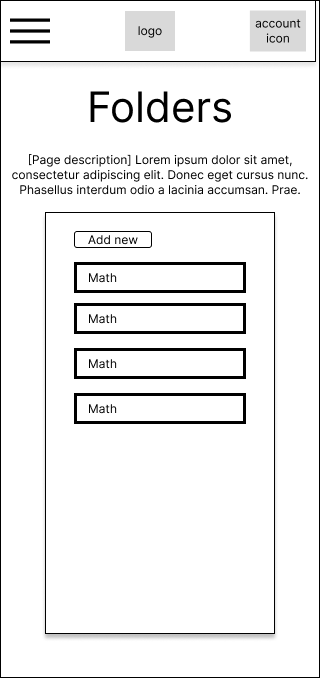 logo
account
icon
Folders
[Page description] Lorem ipsum dolor sit amet,
consectetur adipiscing elit. Donec eget cursus nunc.
Phasellus interdum odio a lacinia accumsan. Prae.
Add new
Math
Math
Math
Math